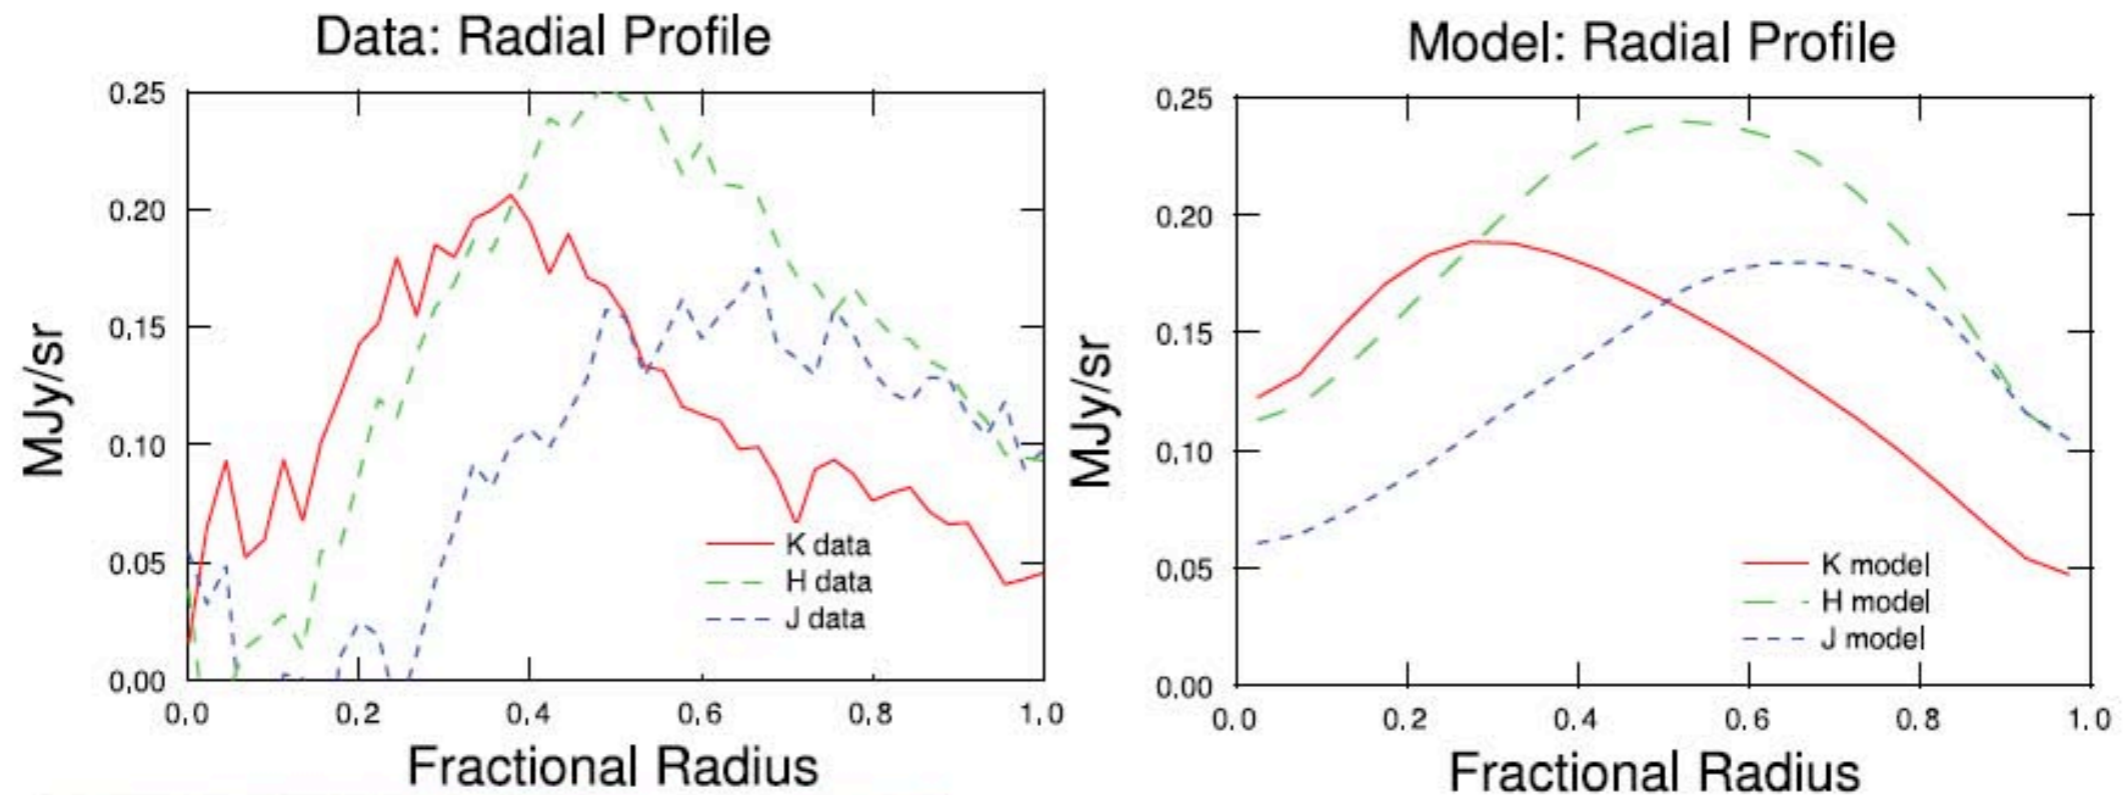 Data: Radial Profile
MJy/sr
0.25
0.20
0.15
0.10
0.05
0.00
K data
H data
J data
0.0 0.2 0.4 0.6 0.8 1.0
Fractional Radius
Model: Radial Profile
MJy/sr
0.25
0.20
0.15
0.10
0.05
0.00
K model
H model
J model
0.0 0.2 0.4 0.6 0.8 1.0
Fractional Radius